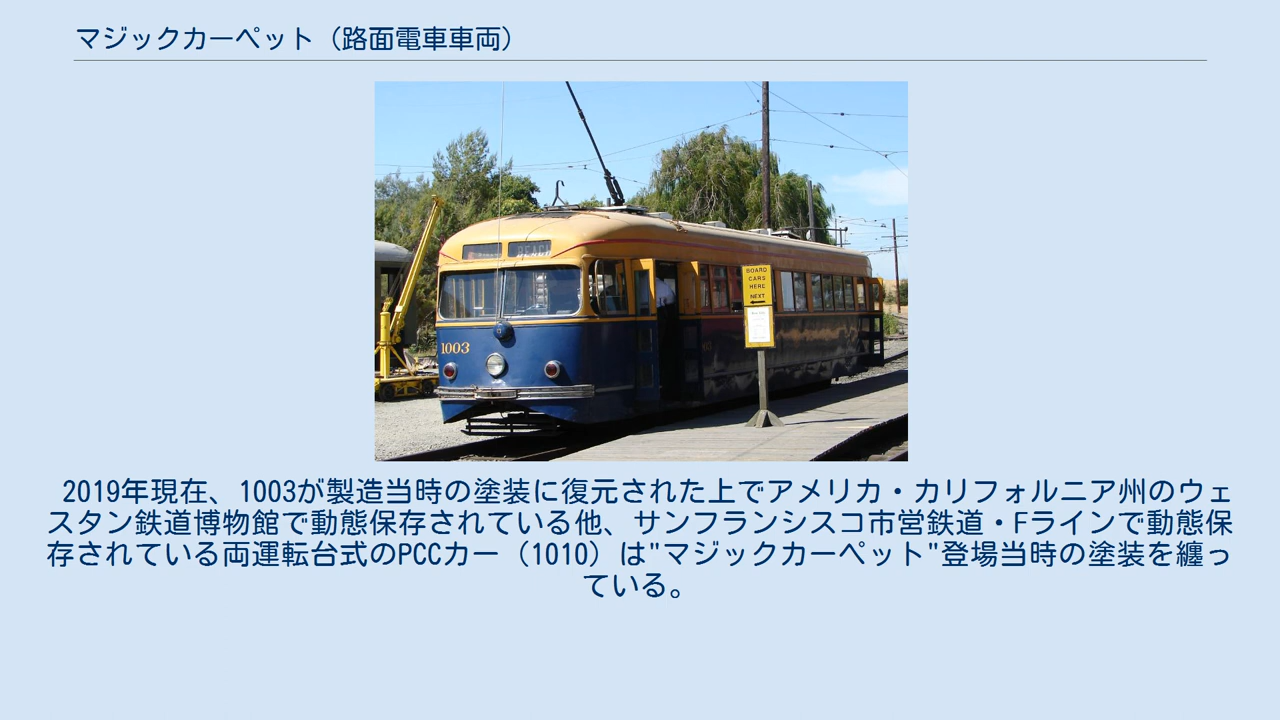 マジックカーペット（路面電車車両）
BEACH
1003
BOARD
CARS
HERE
NEXT
2019年現在、1003が製造当時の塗装に復元された上でアメリカ・カリフォルニア州のウェ
スタン鉄道博物館で動態保存されている他、サンフランシスコ市営鉄道・Fラインで動態保
存されている両運転台式のPCCカー（1010）は"マジックカーペット"登場当時の塗装を纏っ
ている。